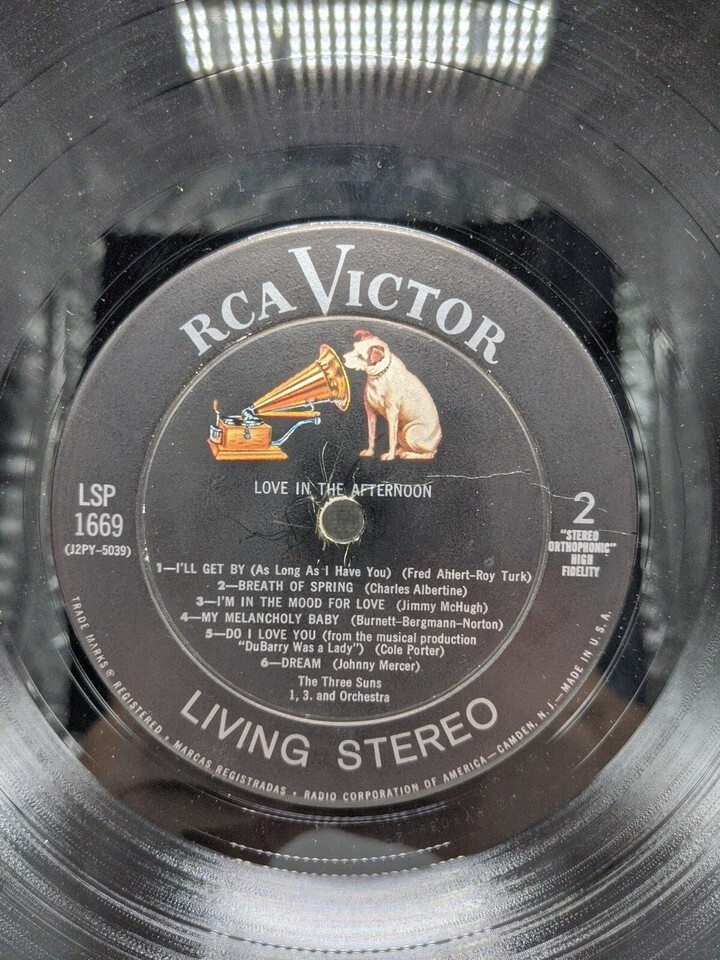 RCA VICTOR
LOVE IN THE AFTERNOON
LSP
1669
(J2PY-5039)
2
"STEREO
ORTHOPHONIC"
HIGH
FIDELITY
1—I'LL GET BY (As Long As I Have You) (Fred Ahlert-Roy Turk)
2—BREATH OF SPRING (Charles Albertine)
3—I'M IN THE MOOD FOR LOVE (Jimmy McHugh)
4—MY MELANCHOLY BABY (Burnett-Bergmann-Norton)
5—DO I LOVE YOU (from the musical production
"DuBarry Was a Lady") (Cole Porter)
6—DREAM (Johnny Mercer)
The Three Suns
1, 3. and Orchestra
LIVING STEREO
TRADE MARKS ® REGISTERED • MARCAS REGISTRADAS • RADIO CORPORATION OF AMERICA—CAMDEN, N. J.—MADE IN U.S.A.